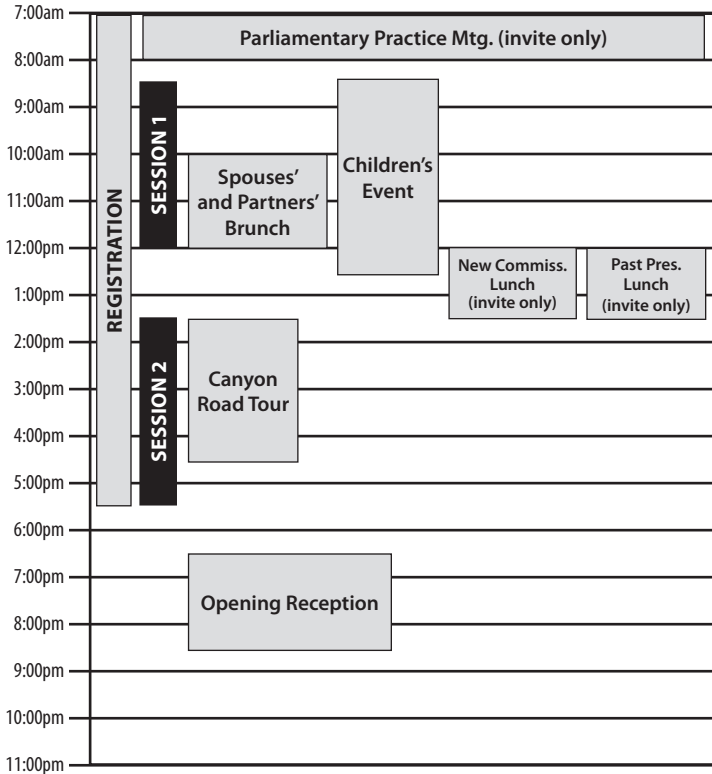 7:00am
Parliamentary Practice Mtg. (invite only)
8:00am
9:00am
10:00am
11:00am
12:00pm
1:00pm
2:00pm
3:00pm
4:00pm
5:00pm
6:00pm
7:00pm
8:00pm
9:00pm
10:00pm
11:00pm
REGISTRATION
SESSION 1
Spouses’
and Partners’
Brunch
Children’s
Event
New Commiss.
Lunch
(invite only)
Past Pres.
Lunch
(invite only)
SESSION 2
Canyon
Road Tour
Opening Reception